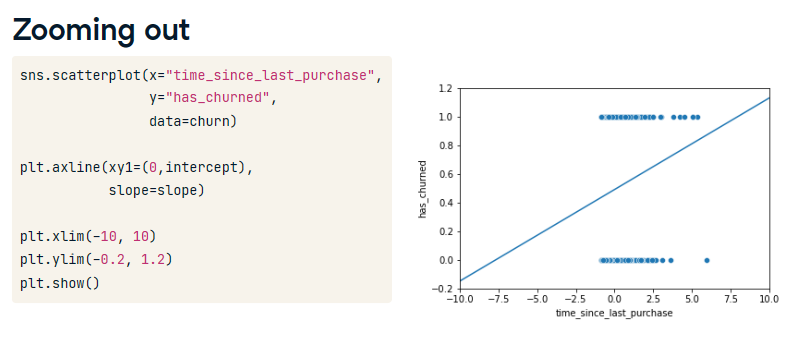 Zooming out
sns.scatterplot(x="time_since_last_purchase",
y="has_churned",
data=churn)
plt.axline(xy1=(0,intercept),
slope=slope)
plt.xlim(-10, 10)
plt.ylim(-0.2, 1.2)
plt.show()
1.2
1.0
0.8
0.6
0.4
0.2
0.0
−0.2
has_churned
−10.0 −7.5 −5.0 −2.5 0.0 2.5 5.0 7.5 10.0
time_since_last_purchase